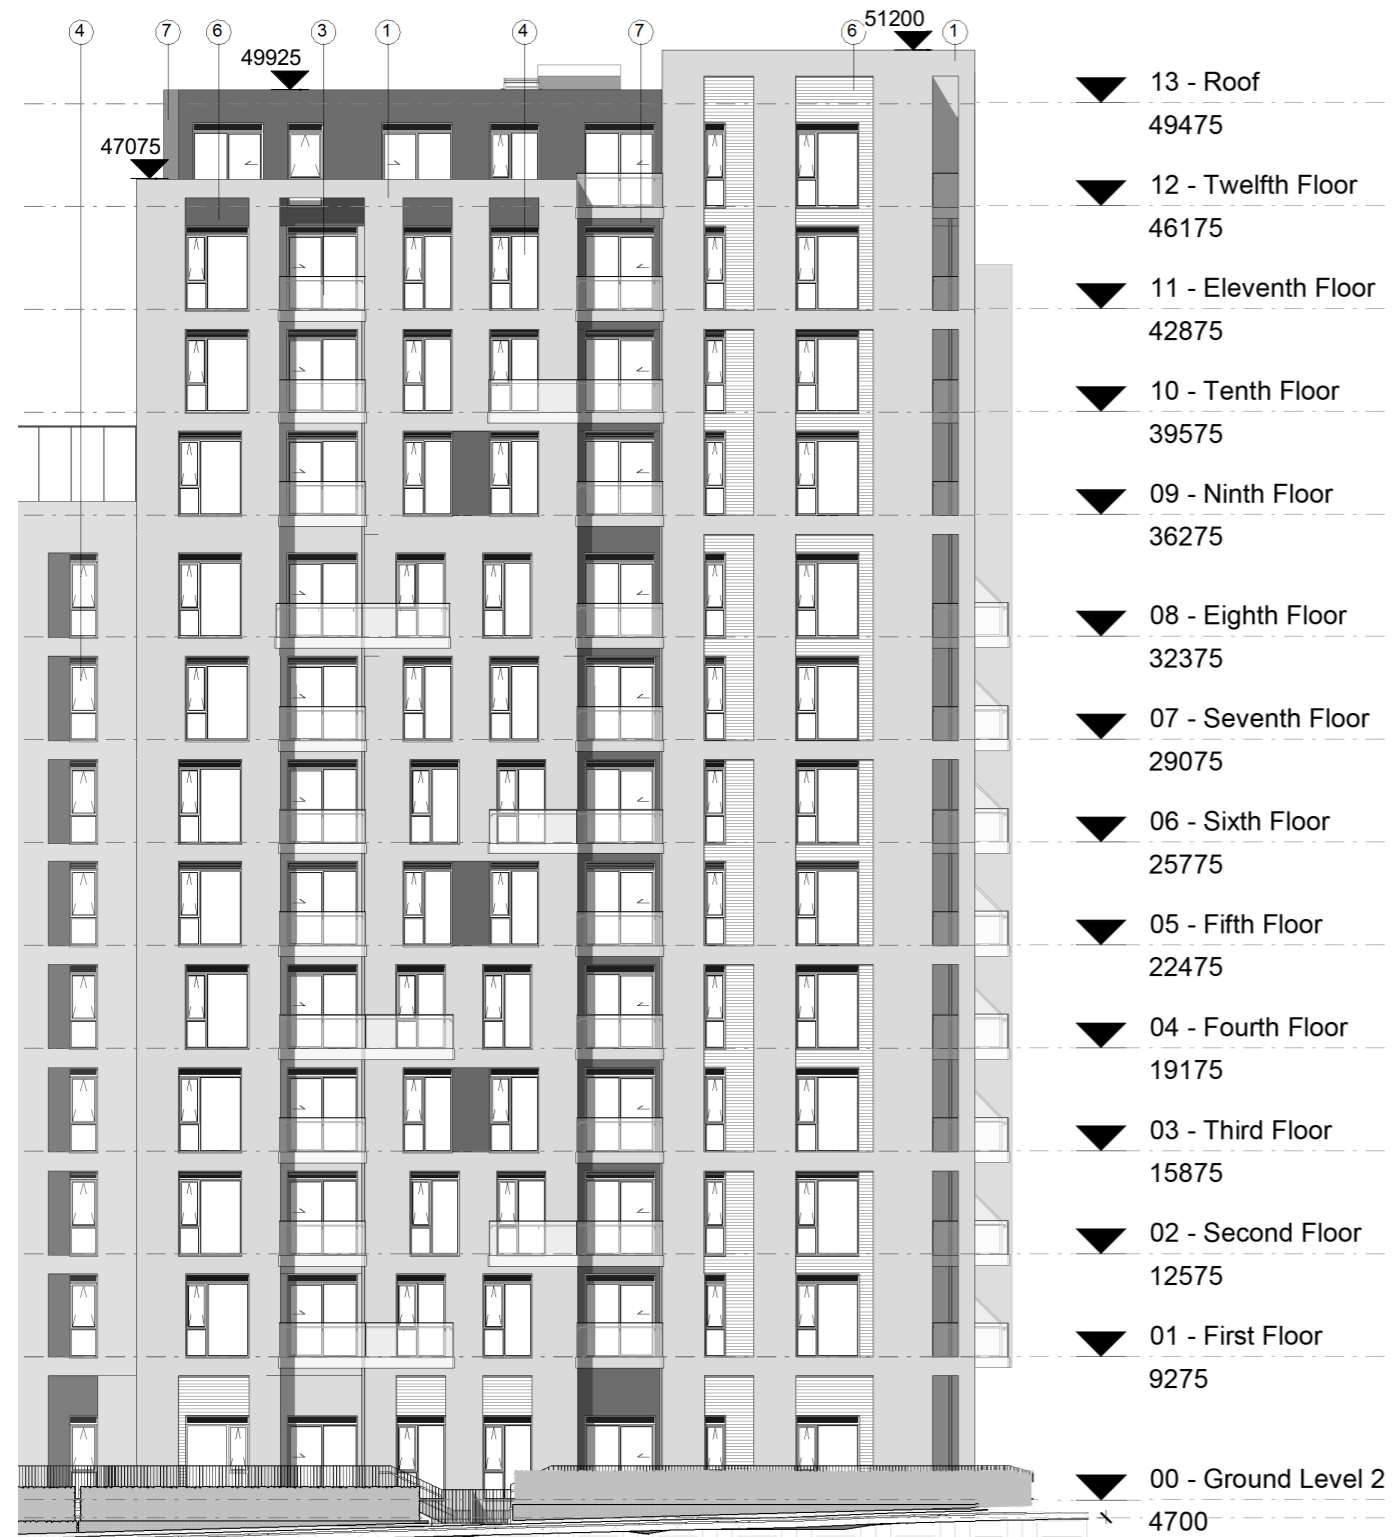 4 7 6 3 1 4 7 6 51200 1
49925
47075
13 - Roof
49475
12 - Twelfth Floor
46175
11 - Eleventh Floor
42875
10 - Tenth Floor
39575
09 - Ninth Floor
36275
08 - Eighth Floor
32375
07 - Seventh Floor
29075
06 - Sixth Floor
25775
05 - Fifth Floor
22475
04 - Fourth Floor
19175
03 - Third Floor
15875
02 - Second Floor
12575
01 - First Floor
9275
00 - Ground Level 2
4700